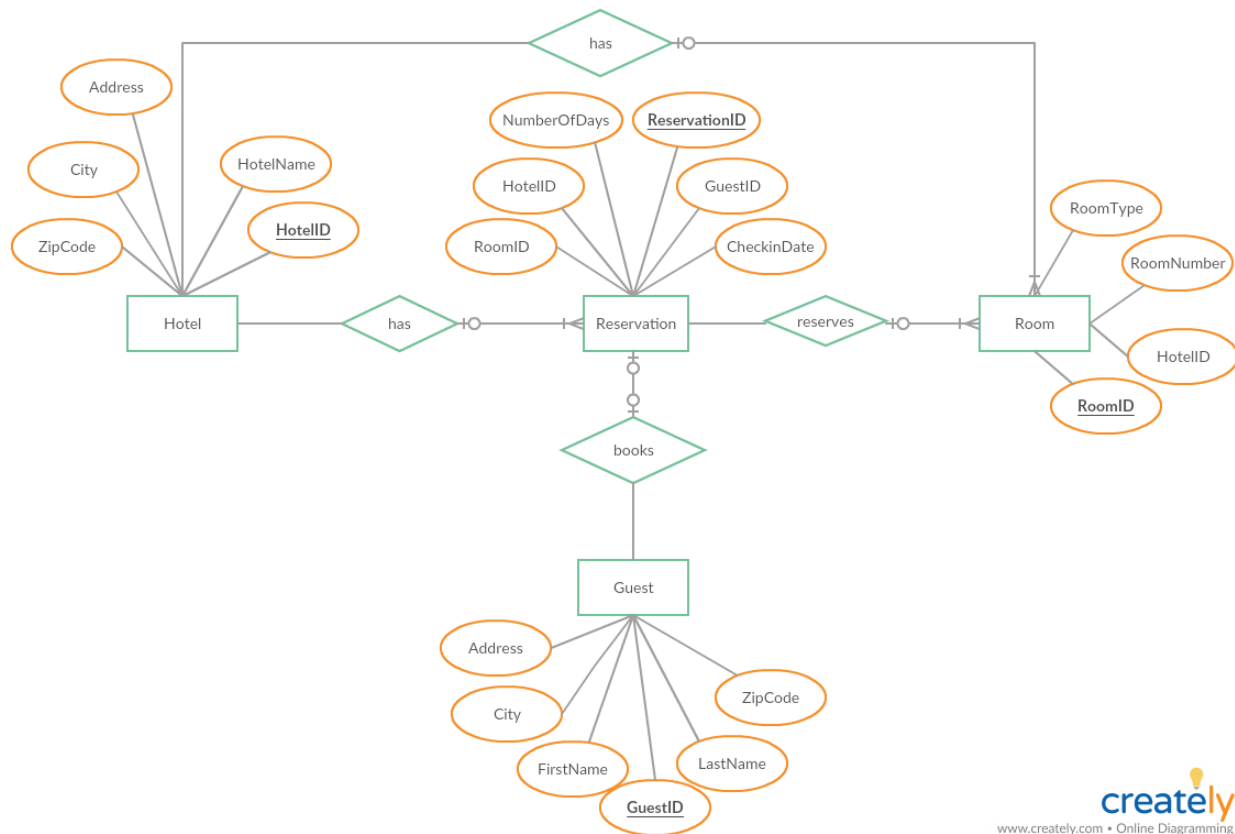 has
Address
NumberOfDays
ReservationID
City
HotelName
HotelID
GuestID
RoomType
ZipCode
HotelID
RoomID
CheckinDate
RoomNumber
Hotel
has
Reservation
reserves
Room
HotelID
RoomID
books
Guest
Address
City
ZipCode
FirstName
LastName
GuestID
creately
www.creately.com • Online Diagramming